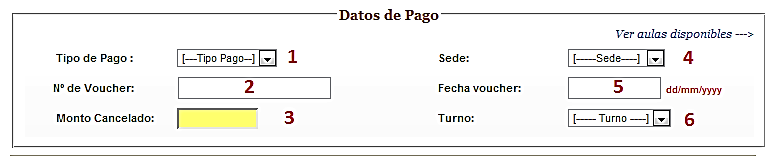 Datos de Pago
Ver aulas disponibles --->
Tipo de Pago : [---Tipo Pago--] 1 Sede: [-----Sede----] 4
Nº de Voucher: 2 Fecha voucher: 5 dd/mm/yyyy
Monto Cancelado: 3 Turno: [----- Turno ----] 6